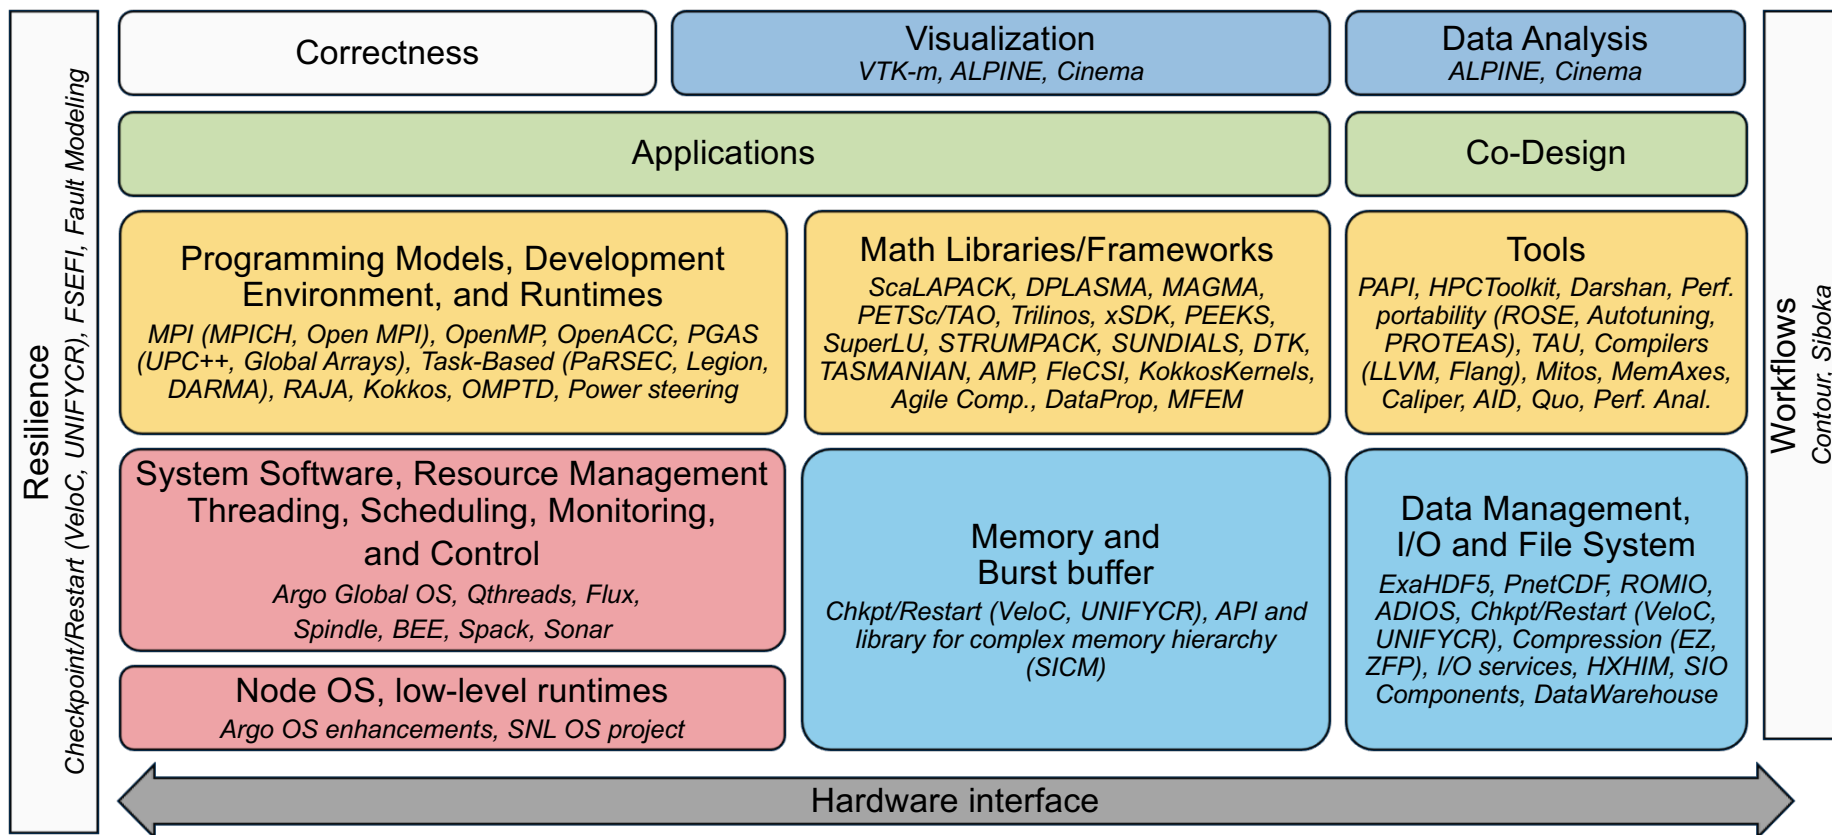 Resilience
Checkpoint/Restart (VeloC, UNIFYCR), FSEFI, Fault Modeling
Correctness
Visualization
VTK-m, ALPINE, Cinema
Data Analysis
ALPINE, Cinema
Applications
Co-Design
Programming Models, Development
Environment, and Runtimes
MPI (MPICH, Open MPI), OpenMP, OpenACC, PGAS
(UPC++, Global Arrays), Task-Based (PaRSEC, Legion,
DARMA), RAJA, Kokkos, OMPTD, Power steering
Math Libraries/Frameworks
ScaLAPACK, DPLASMA, MAGMA,
PETSc/TAO, Trilinos, xSDK, PEEKS,
SuperLU, STRUMPACK, SUNDIALS, DTK,
TASMANIAN, AMP, FleCSI, KokkosKernels,
Agile Comp., DataProp, MFEM
Tools
PAPI, HPCToolkit, Darshan, Perf.
portability (ROSE, Autotuning,
PROTEAS), TAU, Compilers
(LLVM, Flang), Mitos, MemAxes,
Caliper, AID, Quo, Perf. Anal.
System Software, Resource Management
Threading, Scheduling, Monitoring,
and Control
Argo Global OS, Qthreads, Flux,
Spindle, BEE, Spack, Sonar
Node OS, low-level runtimes
Argo OS enhancements, SNL OS project
Memory and
Burst buffer
Chkpt/Restart (VeloC, UNIFYCR), API and
library for complex memory hierarchy
(SICM)
Data Management,
I/O and File System
ExaHDF5, PnetCDF, ROMIO,
ADIOS, Chkpt/Restart (VeloC,
UNIFYCR), Compression (EZ,
ZFP), I/O services, HXHIM, SIO
Components, DataWarehouse
Workflows
Contour, Siboka
Hardware interface